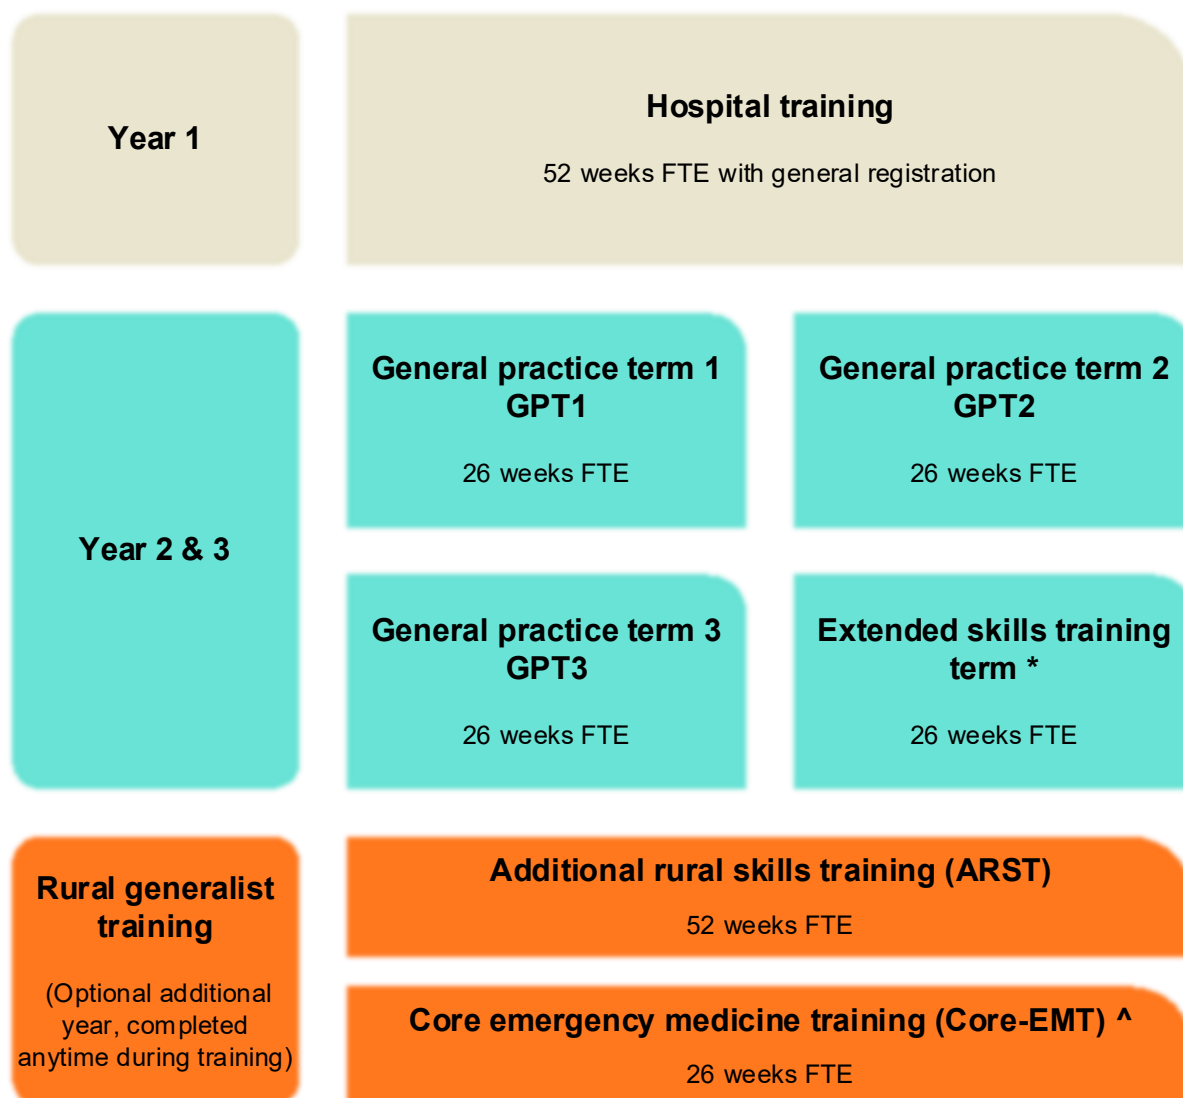 Year 1
Hospital training
52 weeks FTE with general registration
Year 2 & 3
General practice term 1
GPT1
26 weeks FTE
General practice term 2
GPT2
26 weeks FTE
General practice term 3
GPT3
26 weeks FTE
Extended skills training
term *
26 weeks FTE
Rural generalist
training
(Optional additional
year, completed
anytime during training)
Additional rural skills training (ARST)
52 weeks FTE
Core emergency medicine training (Core-EMT) ^
26 weeks FTE